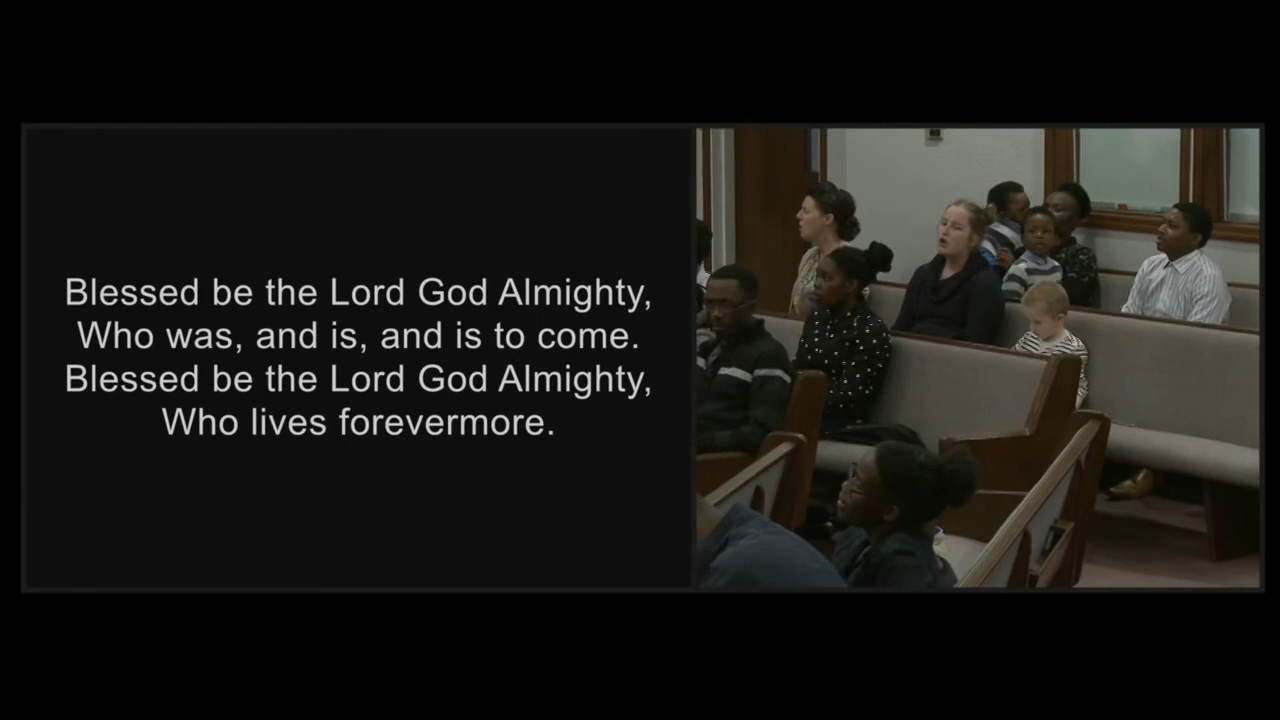 Blessed be the Lord God Almighty,
Who was, and is, and is to come.
Blessed be the Lord God Almighty,
Who lives forevermore.